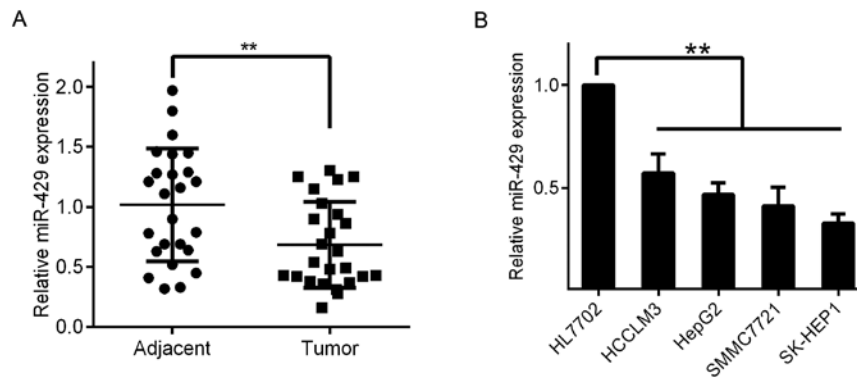 A
**
Relative miR-429 expression
2.0
1.5
1.0
0.5
0.0
Adjacent
Tumor
B
**
Relative miR-429 expression
1.0
0.5
HL7702
HCCLM3
HepG2
SMMC7721
SK-HEP1